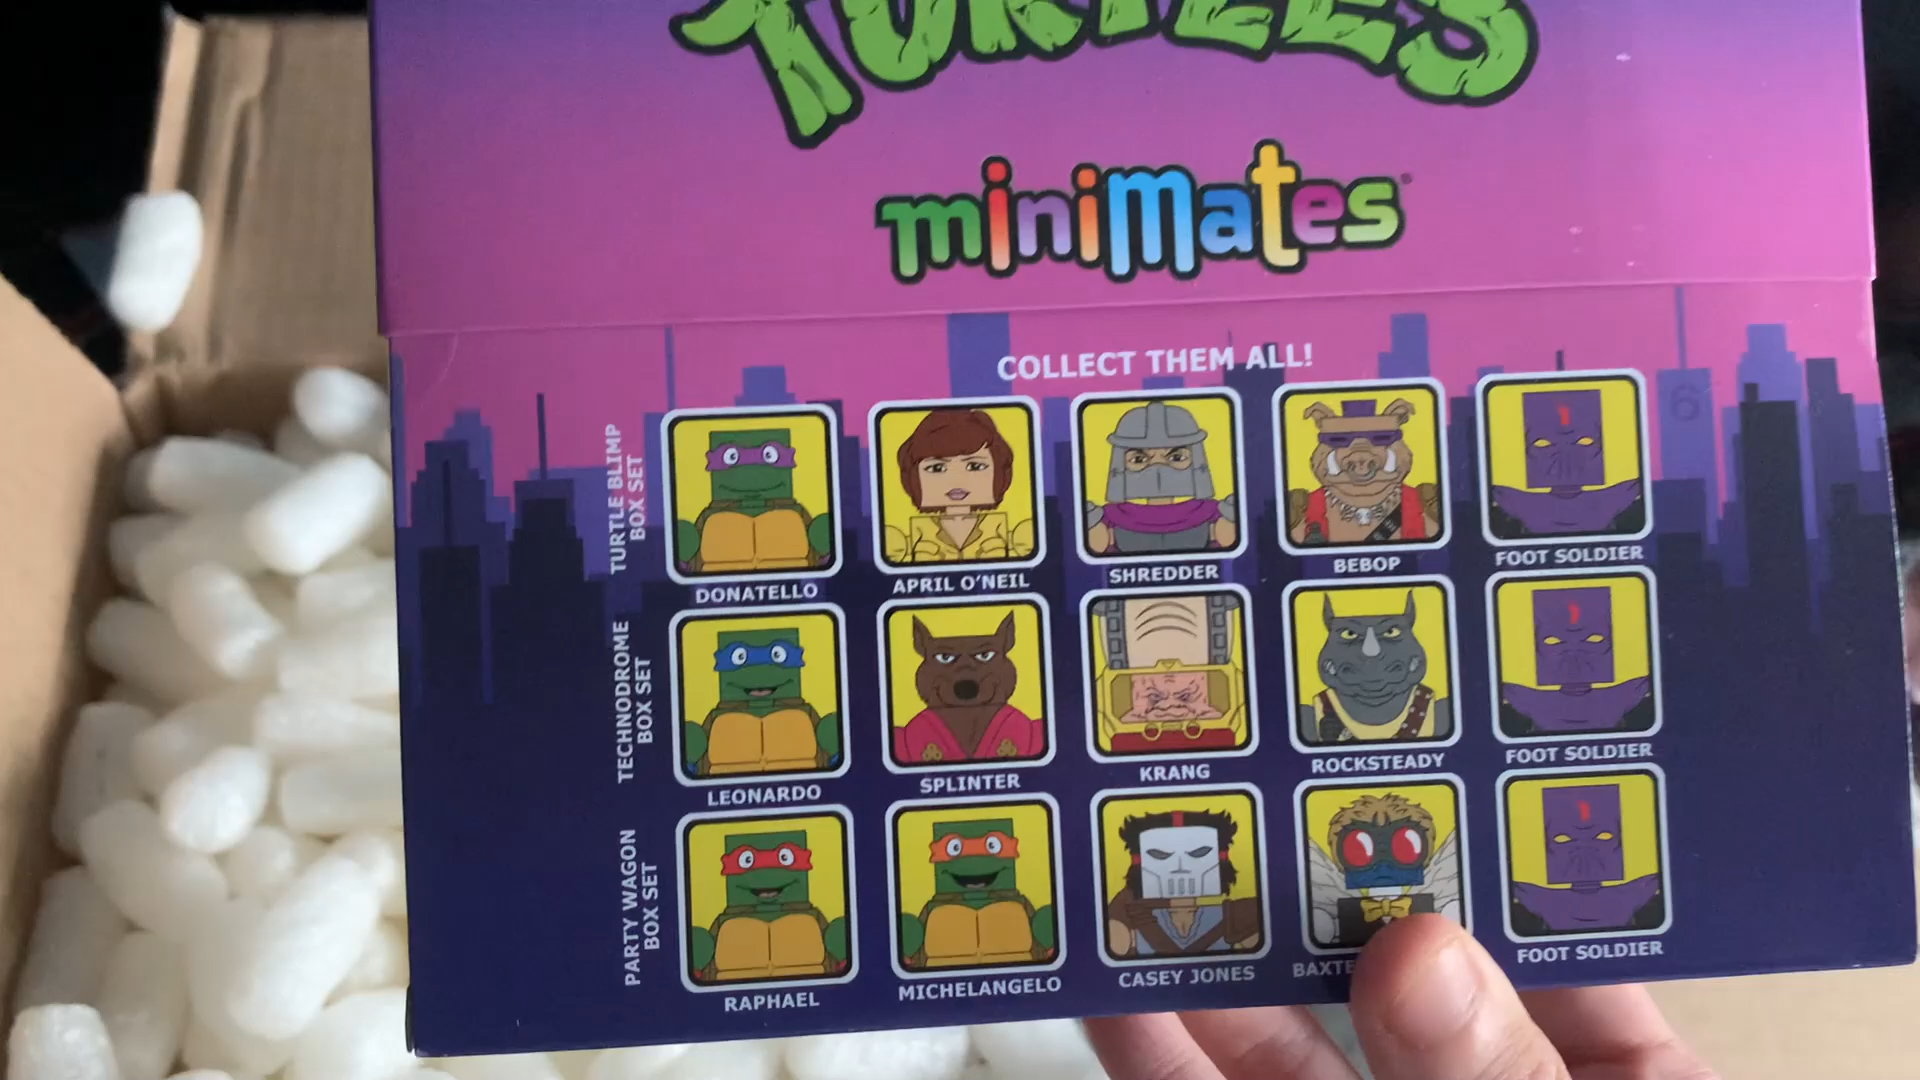 TURTLES
minimates®
COLLECT THEM ALL!
TURTLE BLIMP
BOX SET
DONATELLO
APRIL O'NEIL
SHREDDER
BEBOP
FOOT SOLDIER
TECHNODROME
BOX SET
LEONARDO
SPLINTER
KRANG
ROCKSTEADY
FOOT SOLDIER
PARTY WAGON
BOX SET
RAPHAEL
MICHELANGELO
CASEY JONES
FOOT SOLDIER